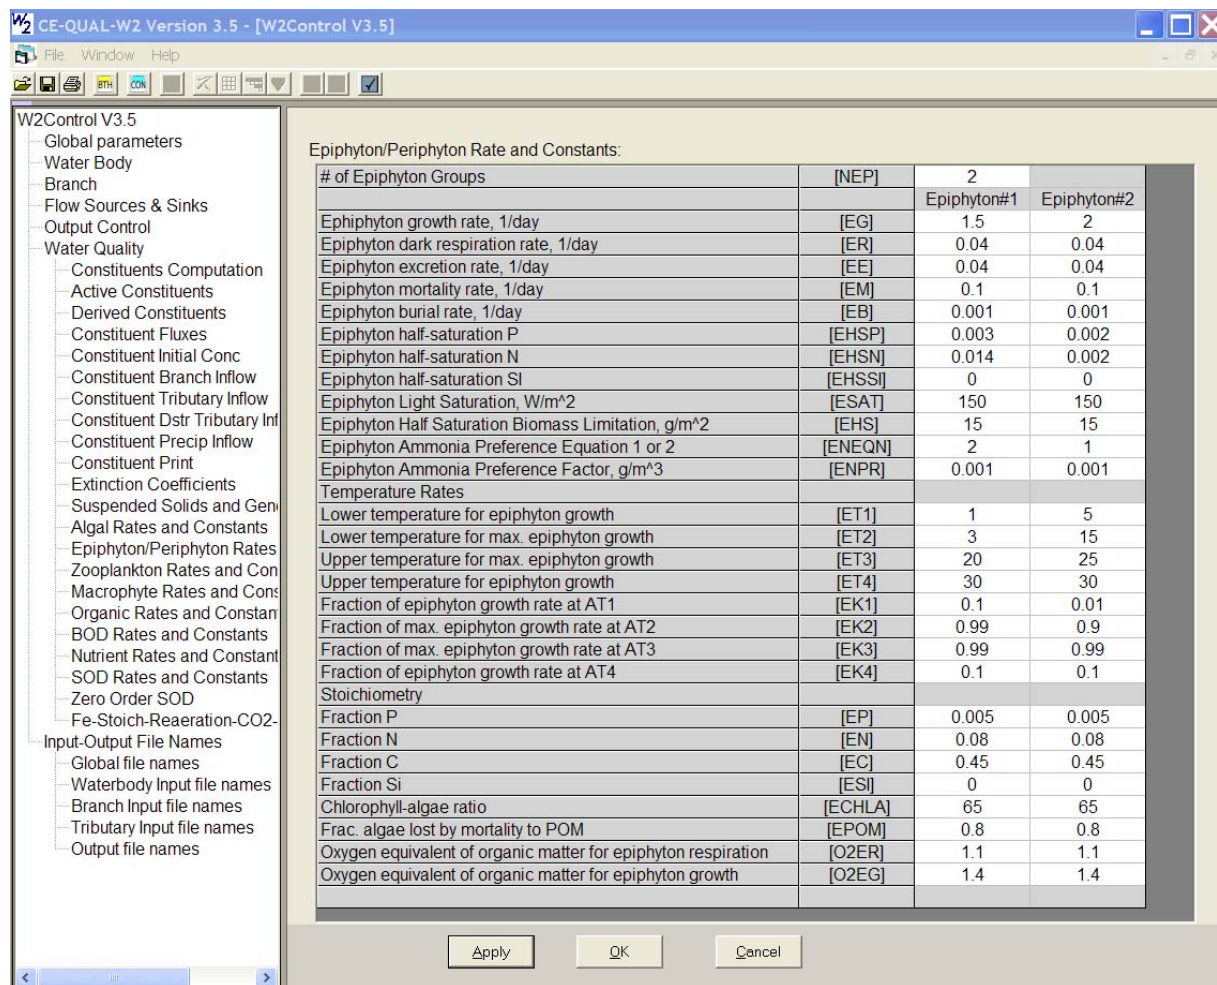 CE-QUAL-W2 Version 3.5 - [W2Control V3.5]
File Window Help
BTH CON
W2Control V3.5
Global parameters
Water Body
Branch
Flow Sources & Sinks
Output Control
Water Quality
Constituents Computation
Active Constituents
Derived Constituents
Constituent Fluxes
Constituent Initial Conc
Constituent Branch Inflow
Constituent Tributary Inflow
Constituent Dstr Tributary Inf
Constituent Precip Inflow
Constituent Print
Extinction Coefficients
Suspended Solids and Gen
Algal Rates and Constants
Epiphyton/Periphyton Rates
Zooplankton Rates and Con
Macrophyte Rates and Cons
Organic Rates and Constan
BOD Rates and Constants
Nutrient Rates and Constant
SOD Rates and Constants
Zero Order SOD
Fe-Stoich-Reaeration-CO2-
Input-Output File Names
Global file names
Waterbody Input file names
Branch Input file names
Tributary Input file names
Output file names
Epiphyton/Periphyton Rate and Constants:
# of Epiphyton Groups [NEP] 2
Epiphyton#1 Epiphyton#2
Ephiphyton growth rate, 1/day [EG] 1.5 2
Epiphyton dark respiration rate, 1/day [ER] 0.04 0.04
Epiphyton excretion rate, 1/day [EE] 0.04 0.04
Epiphyton mortality rate, 1/day [EM] 0.1 0.1
Epiphyton burial rate, 1/day [EB] 0.001 0.001
Epiphyton half-saturation P [EHSP] 0.003 0.002
Epiphyton half-saturation N [EHSN] 0.014 0.002
Epiphyton half-saturation SI [EHSSI] 0 0
Epiphyton Light Saturation, W/m^2 [ESAT] 150 150
Epiphyton Half Saturation Biomass Limitation, g/m^2 [EHS] 15 15
Epiphyton Ammonia Preference Equation 1 or 2 [ENEQN] 2 1
Epiphyton Ammonia Preference Factor, g/m^3 [ENPR] 0.001 0.001
Temperature Rates
Lower temperature for epiphyton growth [ET1] 1 5
Lower temperature for max. epiphyton growth [ET2] 3 15
Upper temperature for max. epiphyton growth [ET3] 20 25
Upper temperature for epiphyton growth [ET4] 30 30
Fraction of epiphyton growth rate at AT1 [EK1] 0.1 0.01
Fraction of max. epiphyton growth rate at AT2 [EK2] 0.99 0.9
Fraction of max. epiphyton growth rate at AT3 [EK3] 0.99 0.99
Fraction of epiphyton growth rate at AT4 [EK4] 0.1 0.1
Stoichiometry
Fraction P [EP] 0.005 0.005
Fraction N [EN] 0.08 0.08
Fraction C [EC] 0.45 0.45
Fraction Si [ESI] 0 0
Chlorophyll-algae ratio [ECHLA] 65 65
Frac. algae lost by mortality to POM [EPOM] 0.8 0.8
Oxygen equivalent of organic matter for epiphyton respiration [O2ER] 1.1 1.1
Oxygen equivalent of organic matter for epiphyton growth [O2EG] 1.4 1.4
Apply OK Cancel